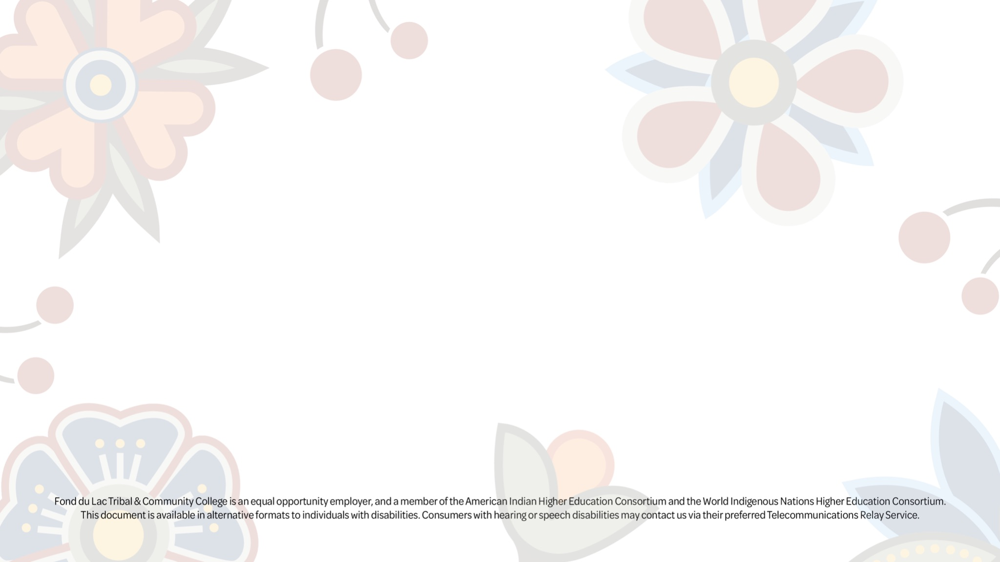 Fond du Lac Tribal & Community College is an equal opportunity employer, and a member of the American Indian Higher Education Consortium and the World Indigenous Nations Higher Education Consortium.
This document is available in alternative formats to individuals with disabilities. Consumers with hearing or speech disabilities may contact us via their preferred Telecommunications Relay Service.